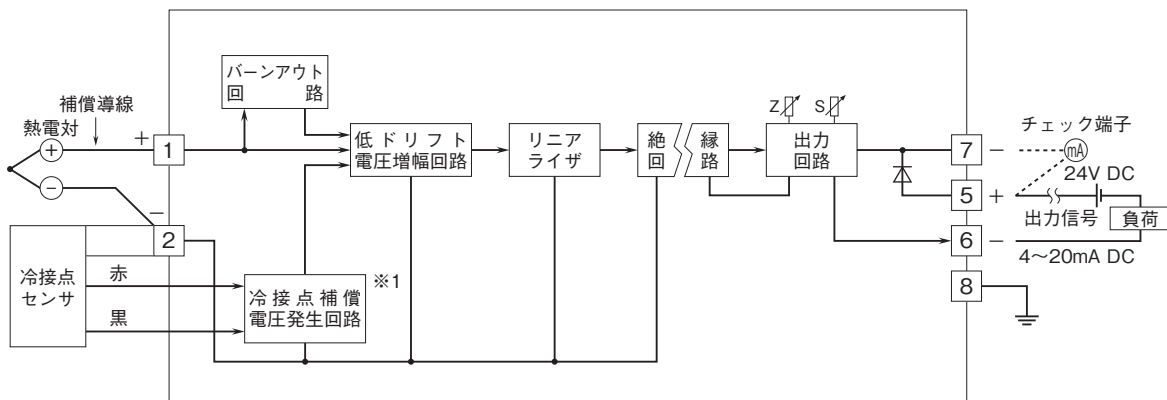 バーンアウト
回 路
補償導線
熱電対
+
+
−
−
1
2
低ドリフト
電圧増幅回路
リニア
ライザ
絶 縁
回 路
Z
S
出力
回路
7 −
チェック端子
mA
24V DC
5 +
出力信号
負荷
6 −
4~20mA DC
8
冷接点
センサ
赤
黒
冷接点補償
電圧発生回路
※1